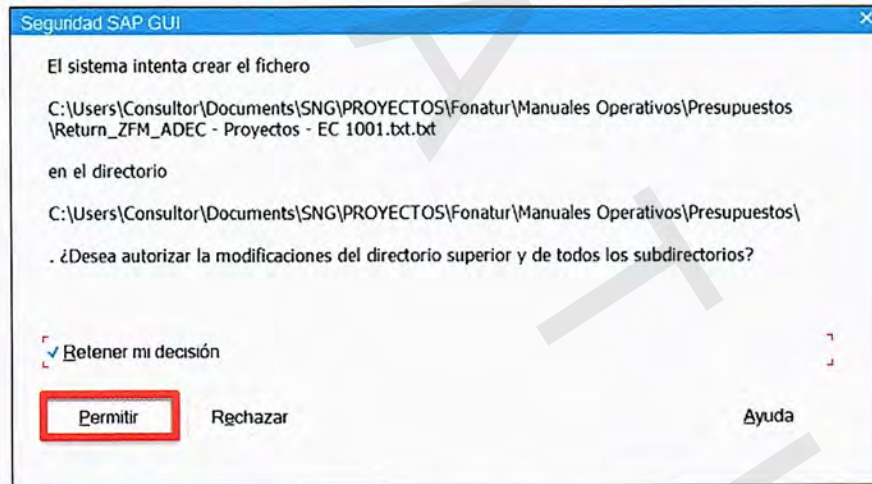 Seguridad SAP GUI
El sistema intenta crear el fichero
C:\Users\Consultor\Documents\SNG\PROYECTOS\Fonatur\Manuales Operativos\Presupuestos
\Return_ZFM_ADEC - Proyectos - EC 1001.txt.txt
en el directorio
C:\Users\Consultor\Documents\SNG\PROYECTOS\Fonatur\Manuales Operativos\Presupuestos\
. ¿Desea autorizar la modificaciones del directorio superior y de todos los subdirectorios?
Retener mi decisión
Permitir Rechazar Ayuda